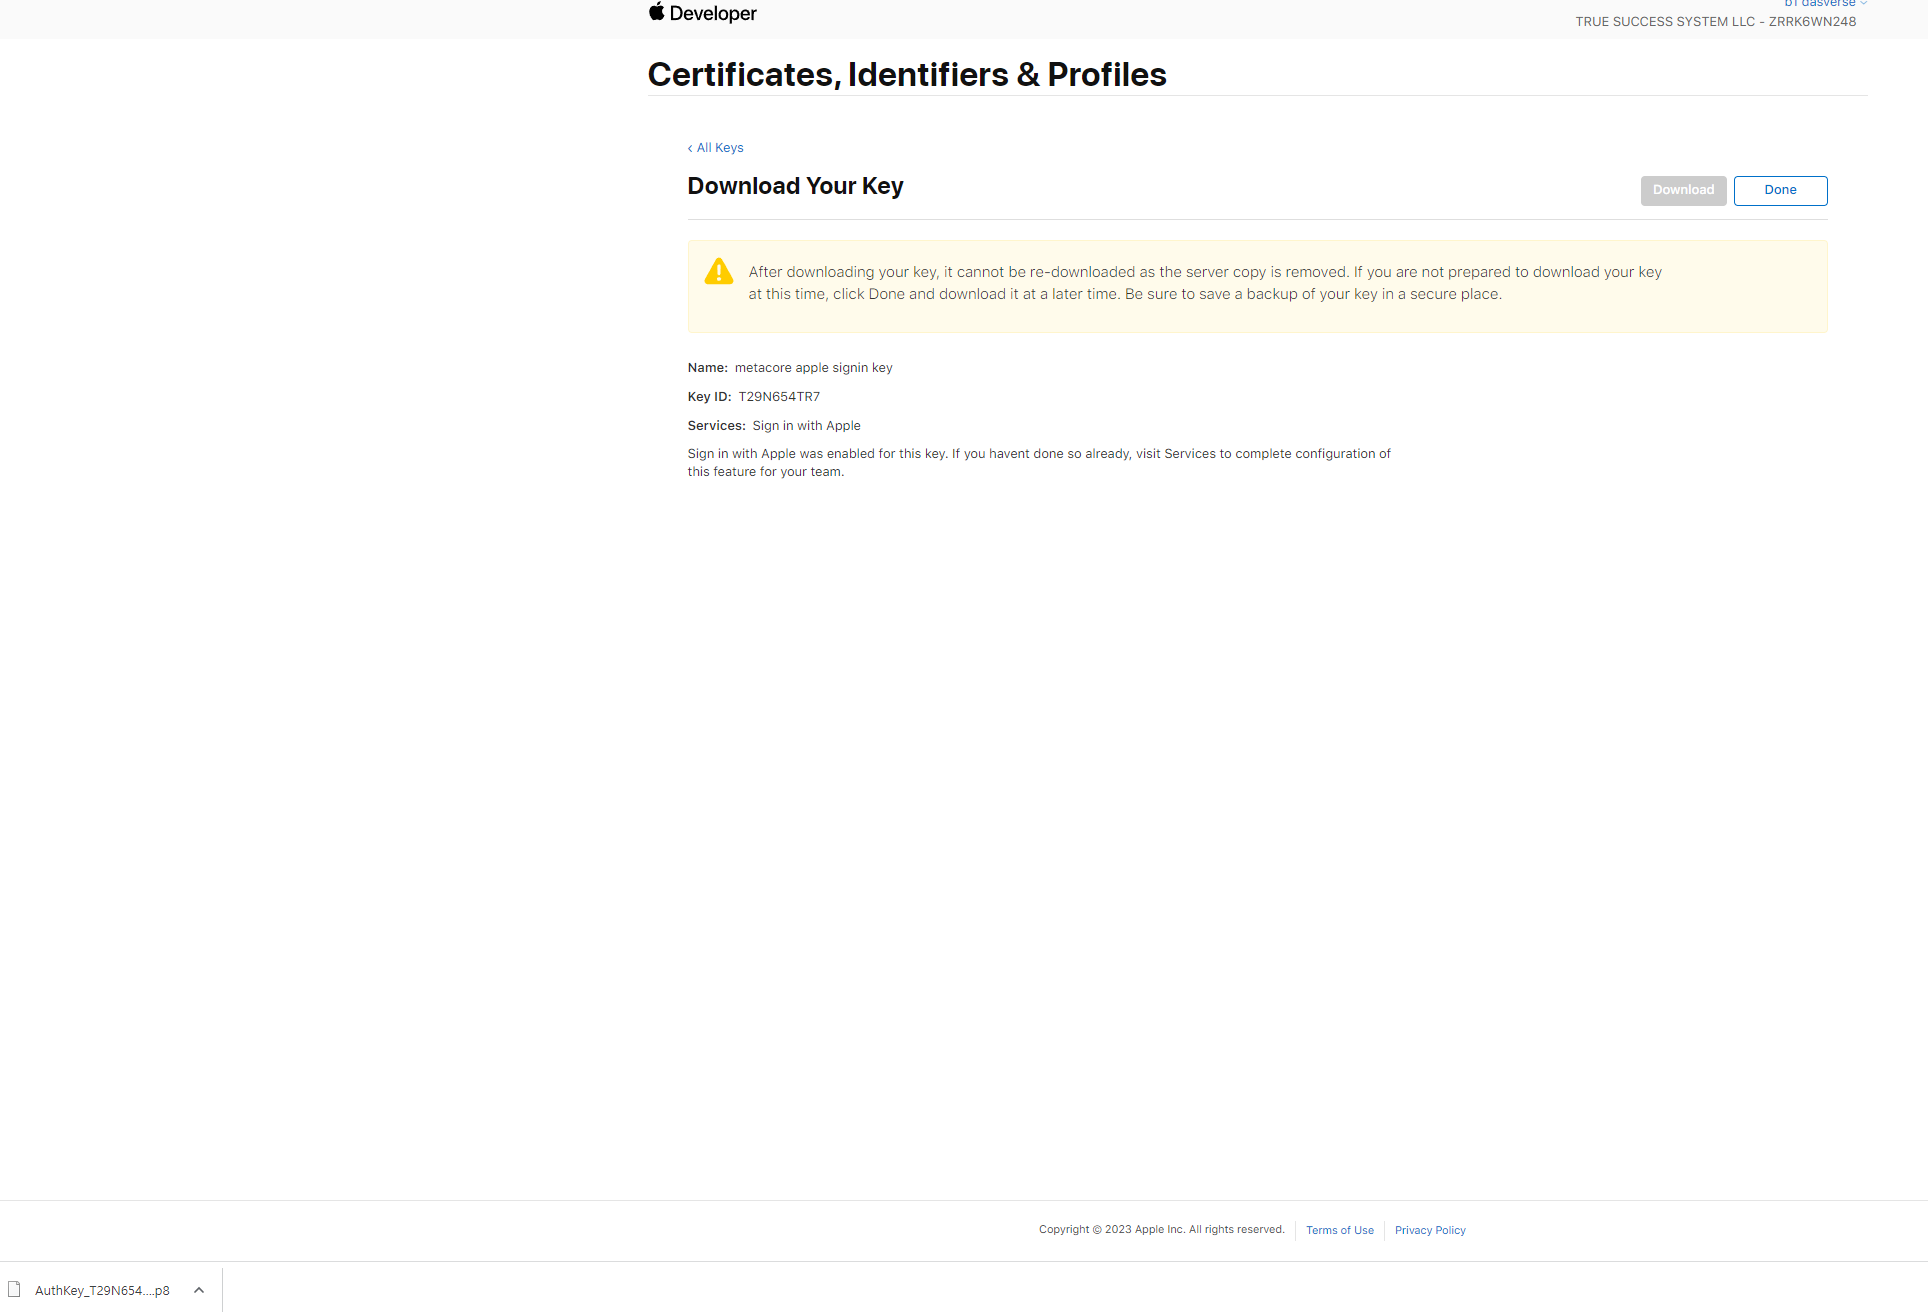 Developer
b1 dasverse
TRUE SUCCESS SYSTEM LLC - ZRRK6WN248
Certificates, Identifiers & Profiles
‹ All Keys
Download Your Key
Download
Done
After downloading your key, it cannot be re-downloaded as the server copy is removed. If you are not prepared to download your key
at this time, click Done and download it at a later time. Be sure to save a backup of your key in a secure place.
Name: metacore apple signin key
Key ID: T29N654TR7
Services: Sign in with Apple
Sign in with Apple was enabled for this key. If you havent done so already, visit Services to complete configuration of
this feature for your team.
Copyright © 2023 Apple Inc. All rights reserved.
Terms of Use
Privacy Policy
AuthKey_T29N654....p8